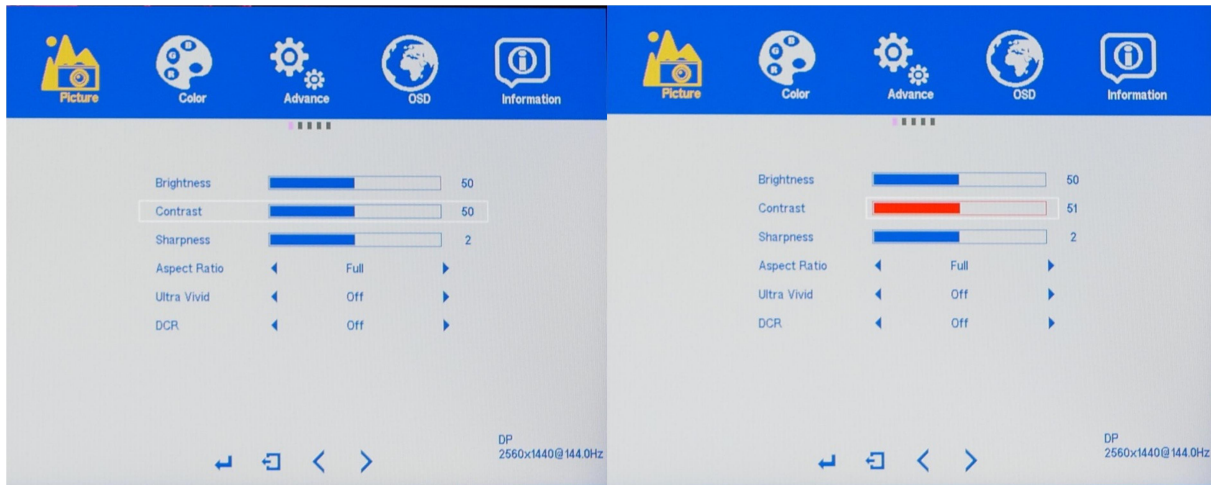 Picture Color Advance OSD Information
Brightness 50
Contrast 50
Sharpness 2
Aspect Ratio Full
Ultra Vivid Off
DCR Off
DP
2560x1440@144.0Hz
Picture Color Advance OSD Information
Brightness 50
Contrast 51
Sharpness 2
Aspect Ratio Full
Ultra Vivid Off
DCR Off
DP
2560x1440@144.0Hz